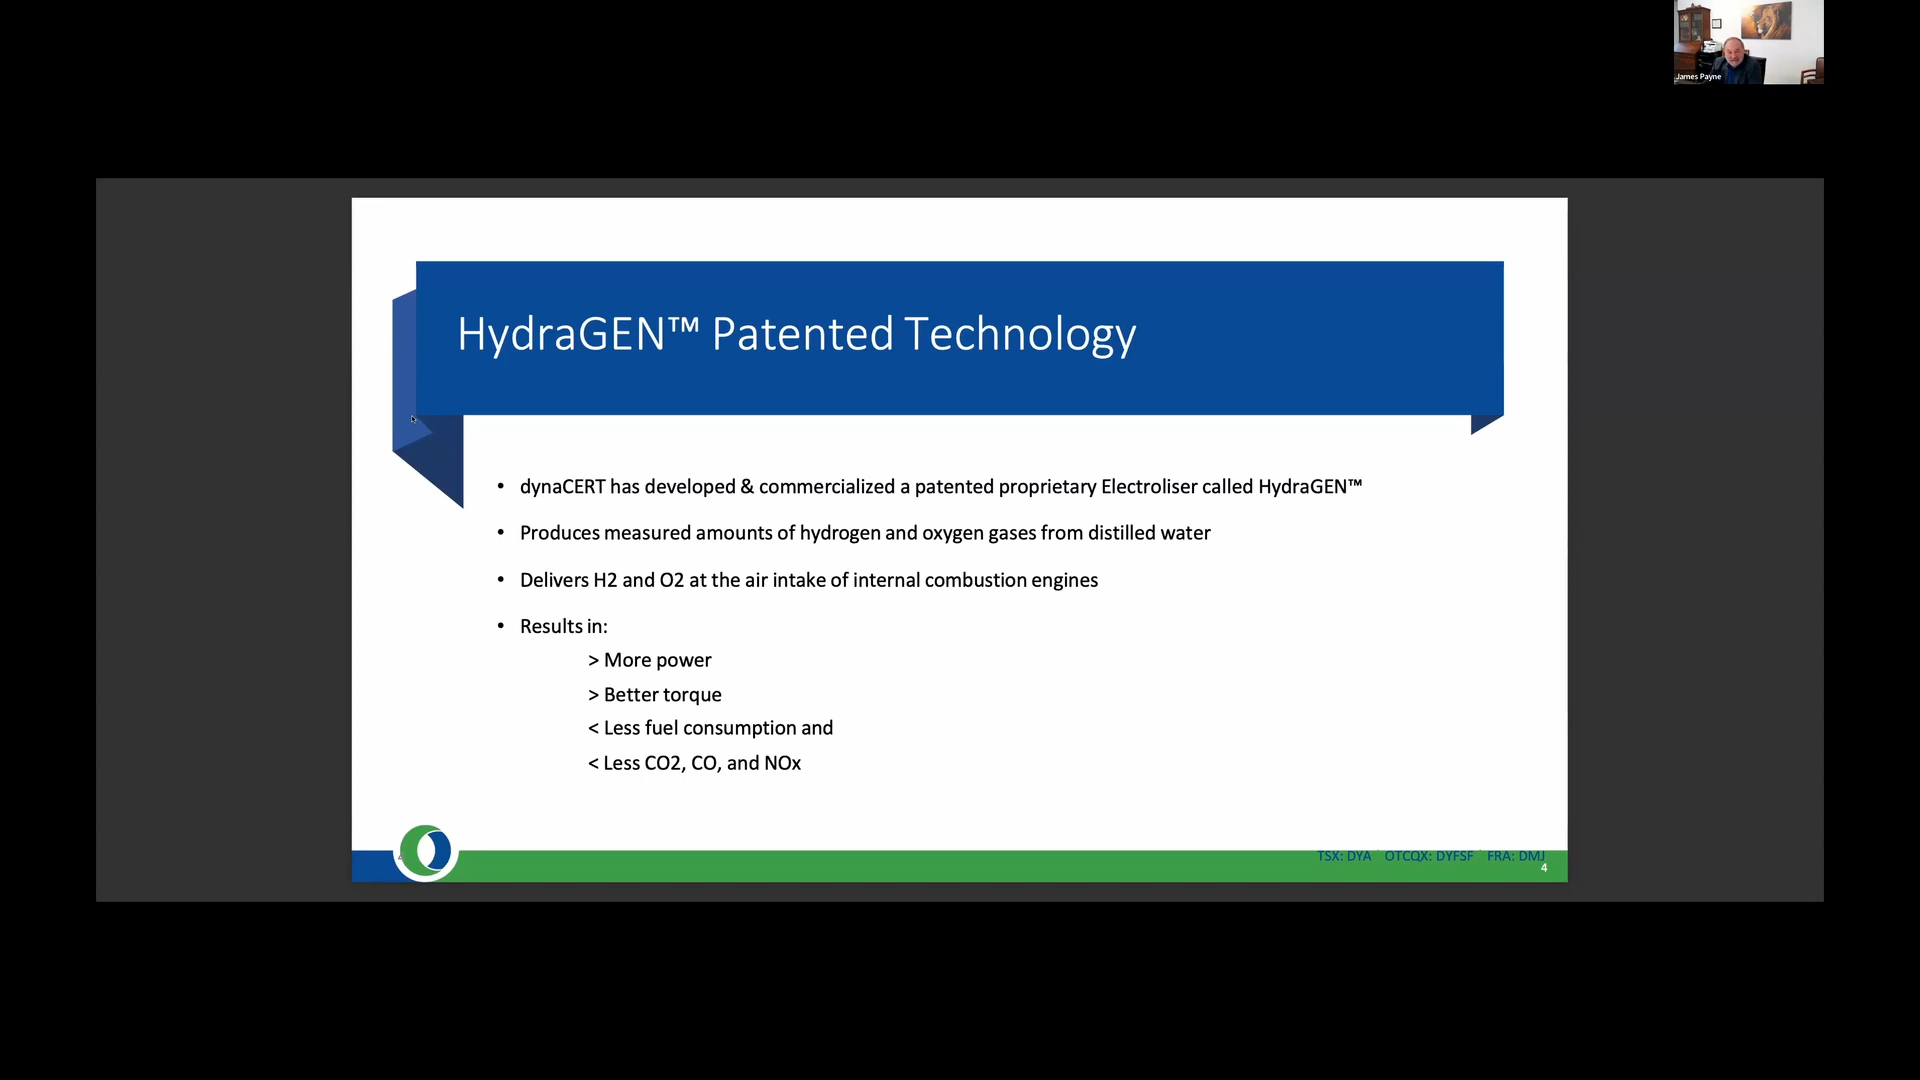 James Payne
HydraGEN™ Patented Technology
• dynaCERT has developed & commercialized a patented proprietary Electroliser called HydraGEN™
• Produces measured amounts of hydrogen and oxygen gases from distilled water
• Delivers H2 and O2 at the air intake of internal combustion engines
• Results in:
> More power
> Better torque
< Less fuel consumption and
< Less CO2, CO, and NOx
TSX: DYA OTCQX: DYFSF FRA: DMJ
4